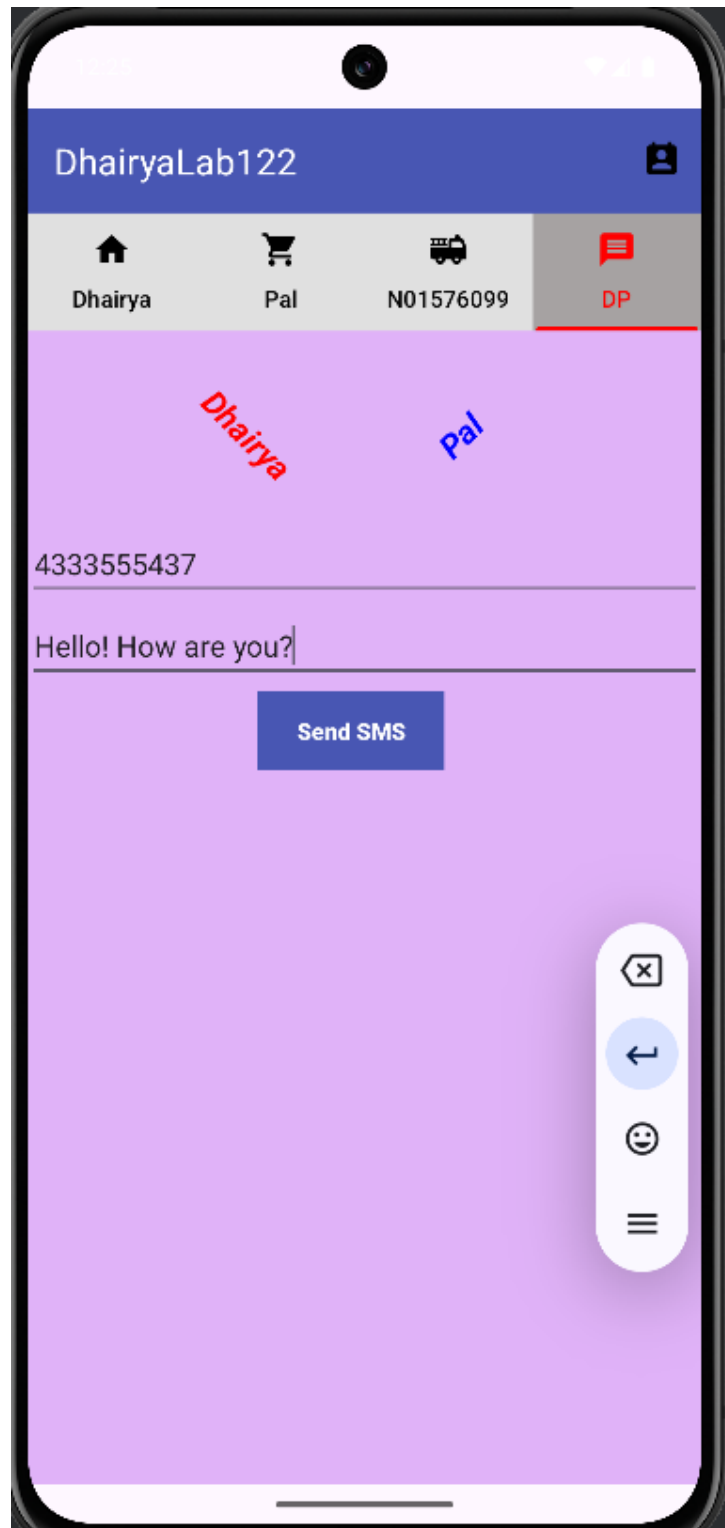 DhairyaLab122
Dhairya Pal N01576099 DP
Dhairya Pal
4333555437
Hello! How are you?
Send SMS